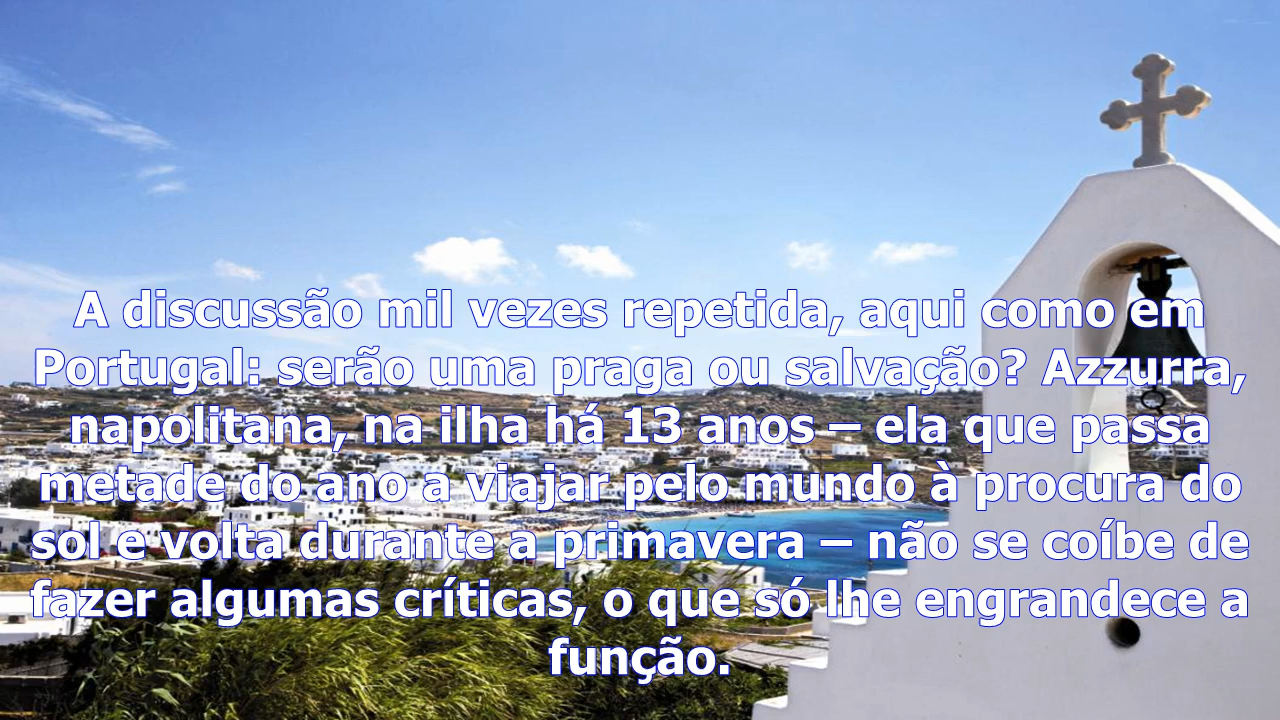 A discussão mil vezes repetida, aqui como em
Portugal: serão uma praga ou salvação? Azzurra,
napolitana, na ilha há 13 anos – ela que passa
metade do ano a viajar pelo mundo à procura do
sol e volta durante a primavera – não se coíbe de
fazer algumas críticas, o que só lhe engrandece a
função.